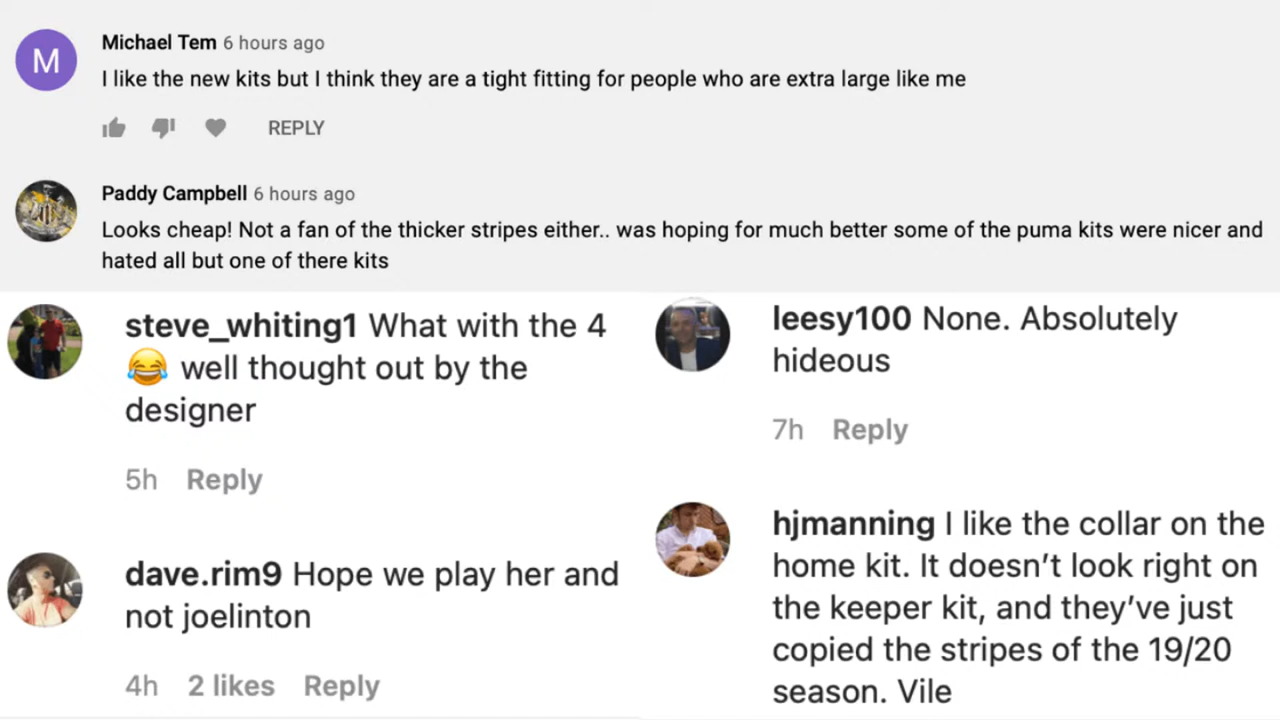 M
Michael Tem 6 hours ago
I like the new kits but I think they are a tight fitting for people who are extra large like me
REPLY
Paddy Campbell 6 hours ago
Looks cheap! Not a fan of the thicker stripes either.. was hoping for much better some of the puma kits were nicer and
hated all but one of there kits
steve_whiting1 What with the 4
😂 well thought out by the
designer
5h Reply
dave.rim9 Hope we play her and
not joelinton
4h 2 likes Reply
leesy100 None. Absolutely
hideous
7h Reply
hjmanning I like the collar on the
home kit. It doesn’t look right on
the keeper kit, and they’ve just
copied the stripes of the 19/20
season. Vile